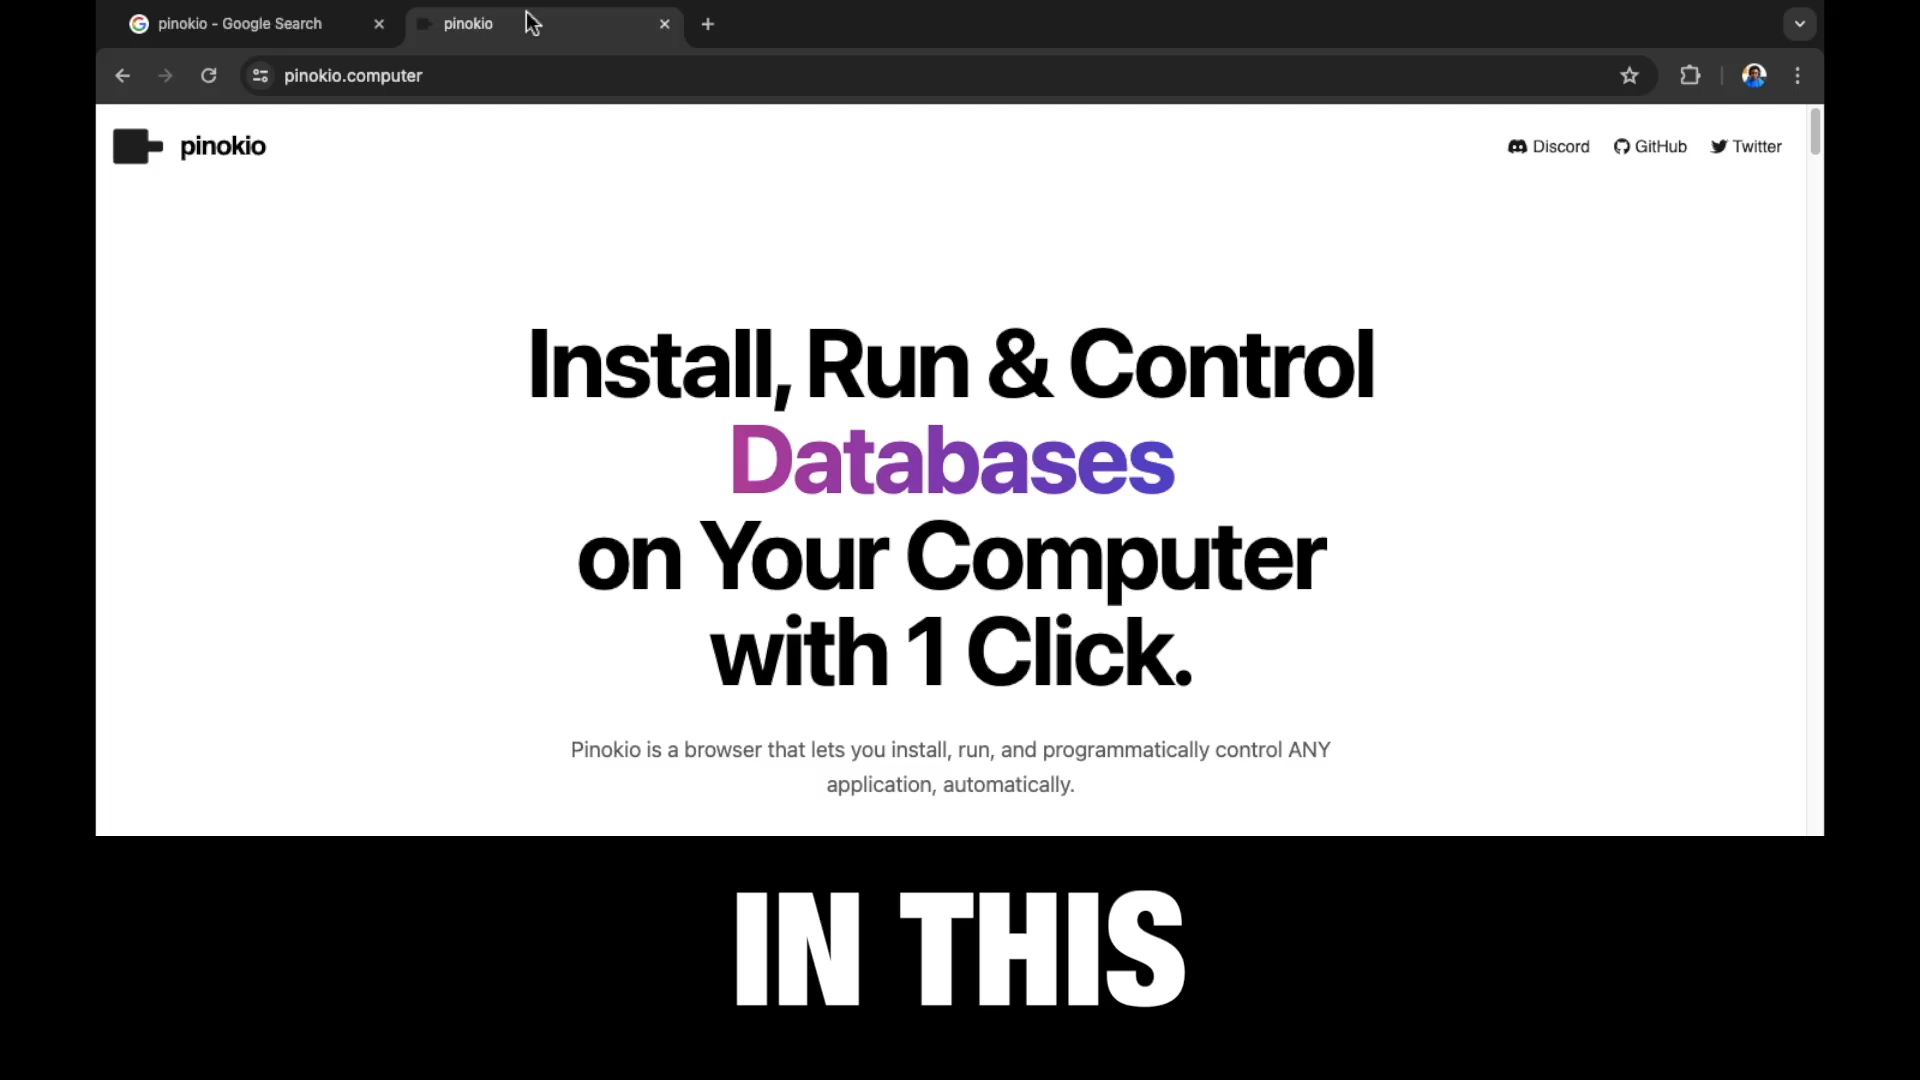 pinokio - Google Search
pinokio
pinokio.computer
pinokio
Discord
GitHub
Twitter
Install, Run & Control
Databases
on Your Computer
with 1 Click.
Pinokio is a browser that lets you install, run, and programmatically control ANY
application, automatically.
IN THIS